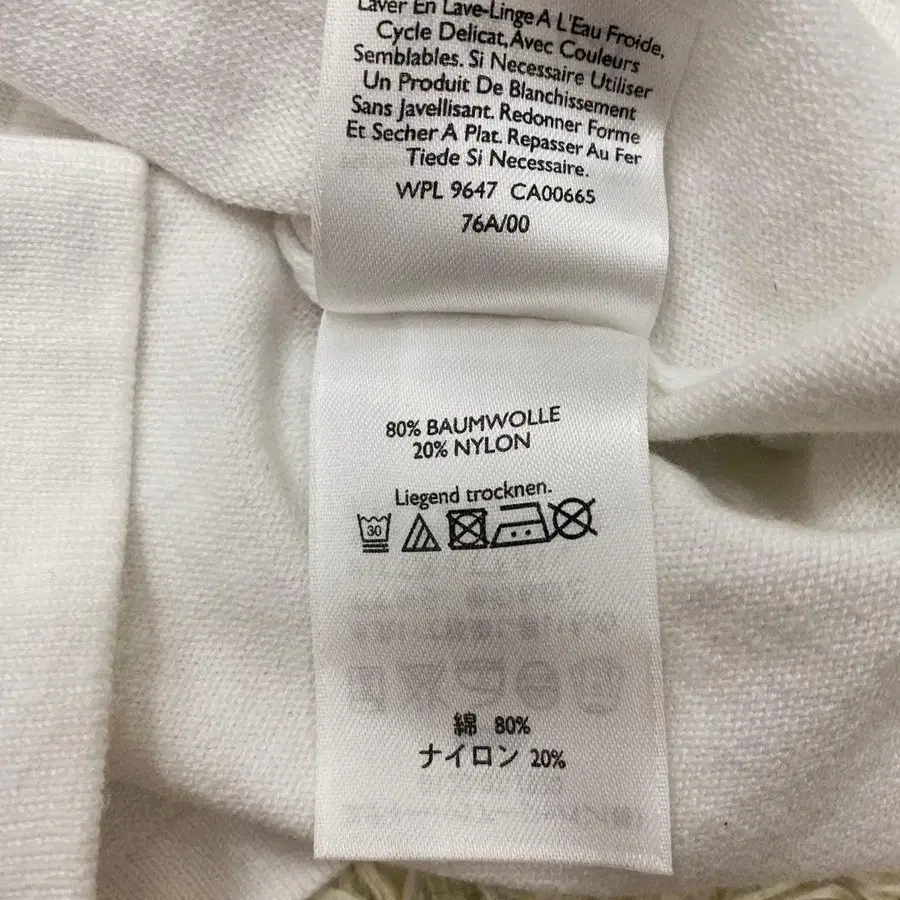 Laver En Lave-Linge A L'Eau Froide,
Cycle Delicat, Avec Couleurs
Semblables. Si Necessaire Utiliser
Un Produit De Blanchissement
Sans Javellisant. Redonner Forme
Et Secher A Plat. Repasser Au Fer
Tiede Si Necessaire.
WPL 9647 CA00665
76A/00
80% BAUMWOLLE
20% NYLON
Liegend trocknen.
30
綿 80%
ナイロン 20%